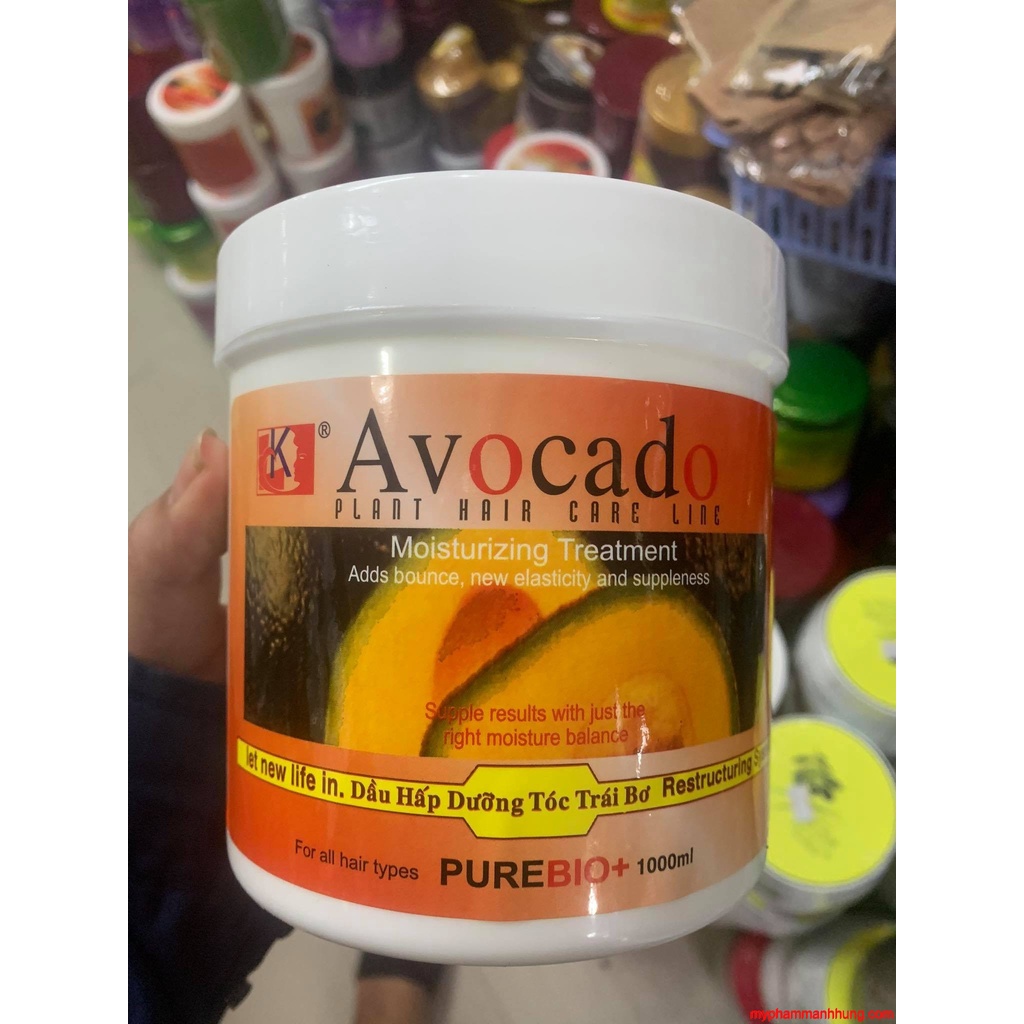 K ®
Avocado
PLANT HAIR CARE LINE
Moisturizing Treatment
Adds bounce, new elasticity and suppleness
Supple results with just the
right moisture balance
let new life in. Dầu Hấp Dưỡng Tóc Trái Bơ Restructuring
For all hair types PUREBIO+ 1000ml
myphammanhhung.com